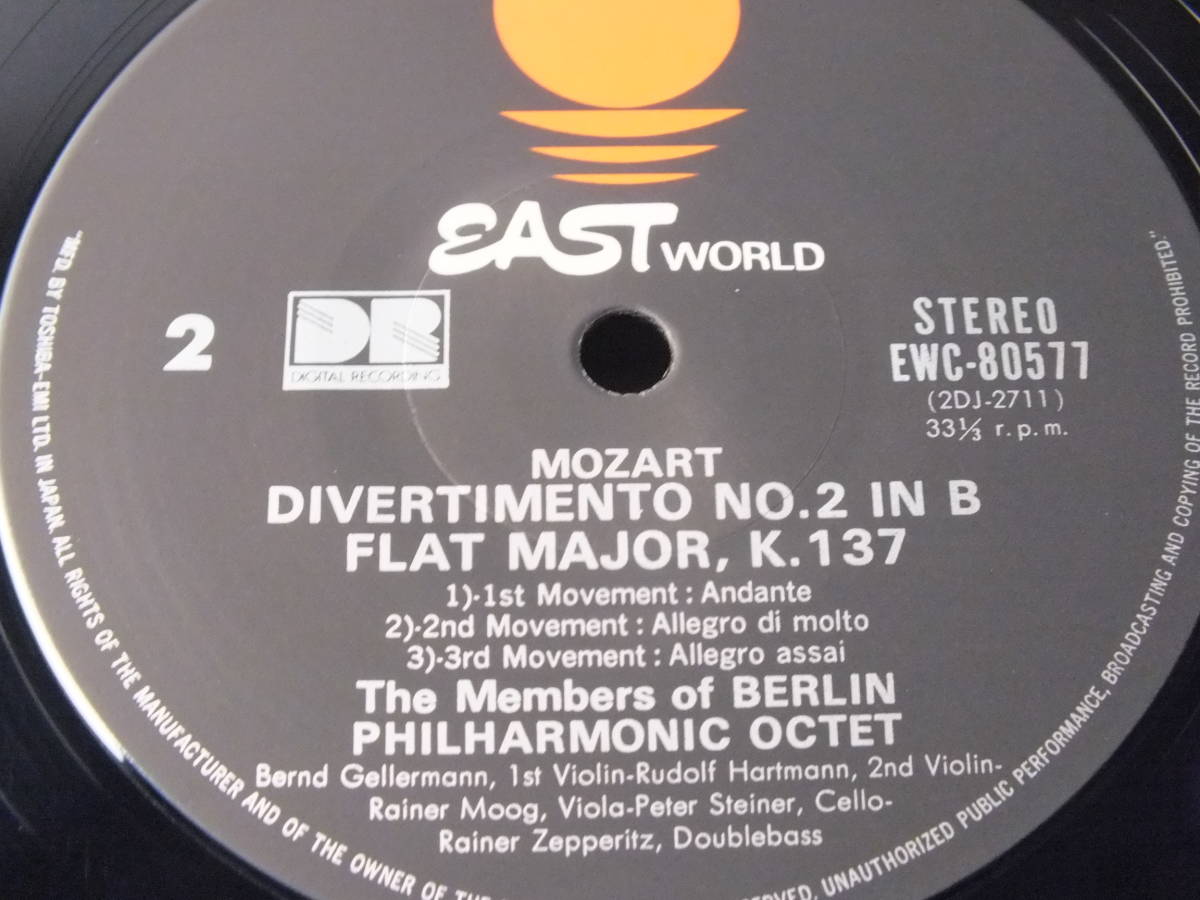 EAST WORLD
2
DR
DIGITAL RECORDING
STEREO
EWC-80577
(2DJ-2711)
33⅓ r.p.m.
MOZART
DIVERTIMENTO NO.2 IN B
FLAT MAJOR, K.137
1)·1st Movement : Andante
2)·2nd Movement : Allegro di molto
3)·3rd Movement : Allegro assai
The Members of BERLIN
PHILHARMONIC OCTET
Bernd Gellermann, 1st Violin-Rudolf Hartmann, 2nd Violin-
Rainer Moog, Viola-Peter Steiner, Cello-
Rainer Zepperitz, Doublebass
"MFD. BY TOSHIBA-EMI LTD. IN JAPAN. ALL RIGHTS OF THE MANUFACTURER AND OF THE OWNER OF UNAUTHORIZED PUBLIC PERFORMANCE, BROADCASTING AND COPYING OF THE RECORD PROHIBITED."